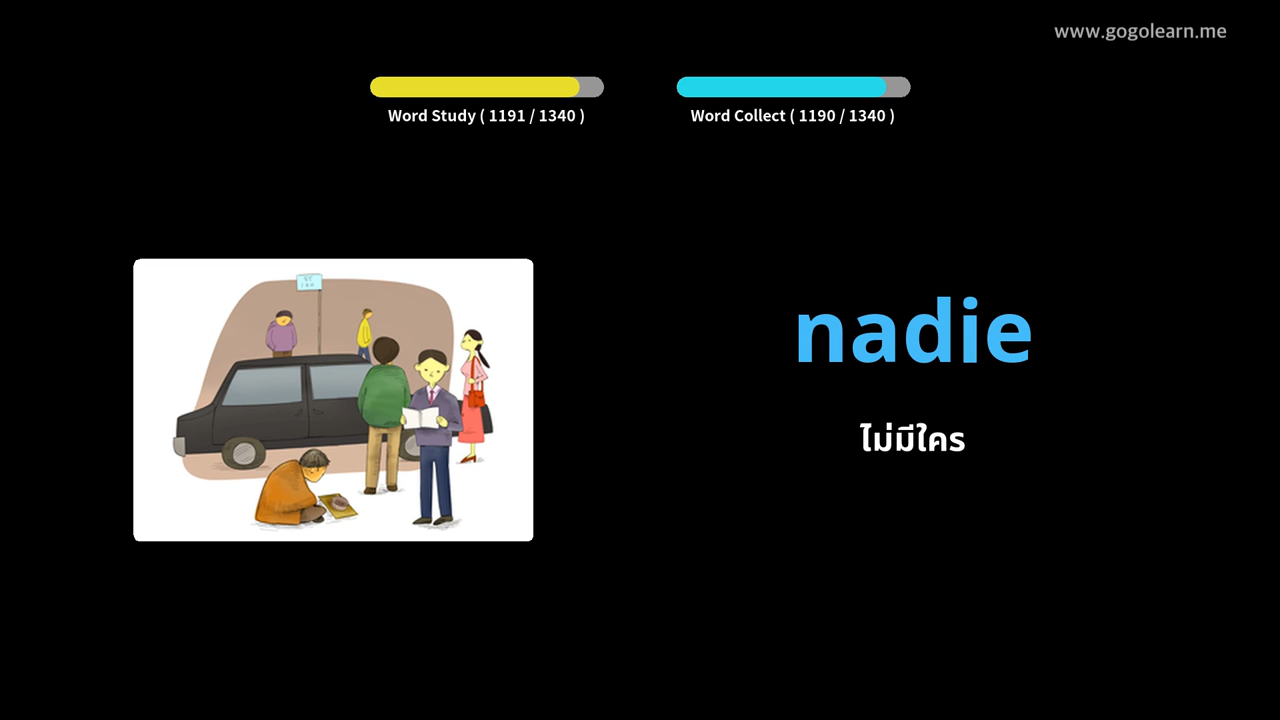 www.gogolearn.me
Word Study ( 1191 / 1340 )
Word Collect ( 1190 / 1340 )
nadie
ไม่มีใคร